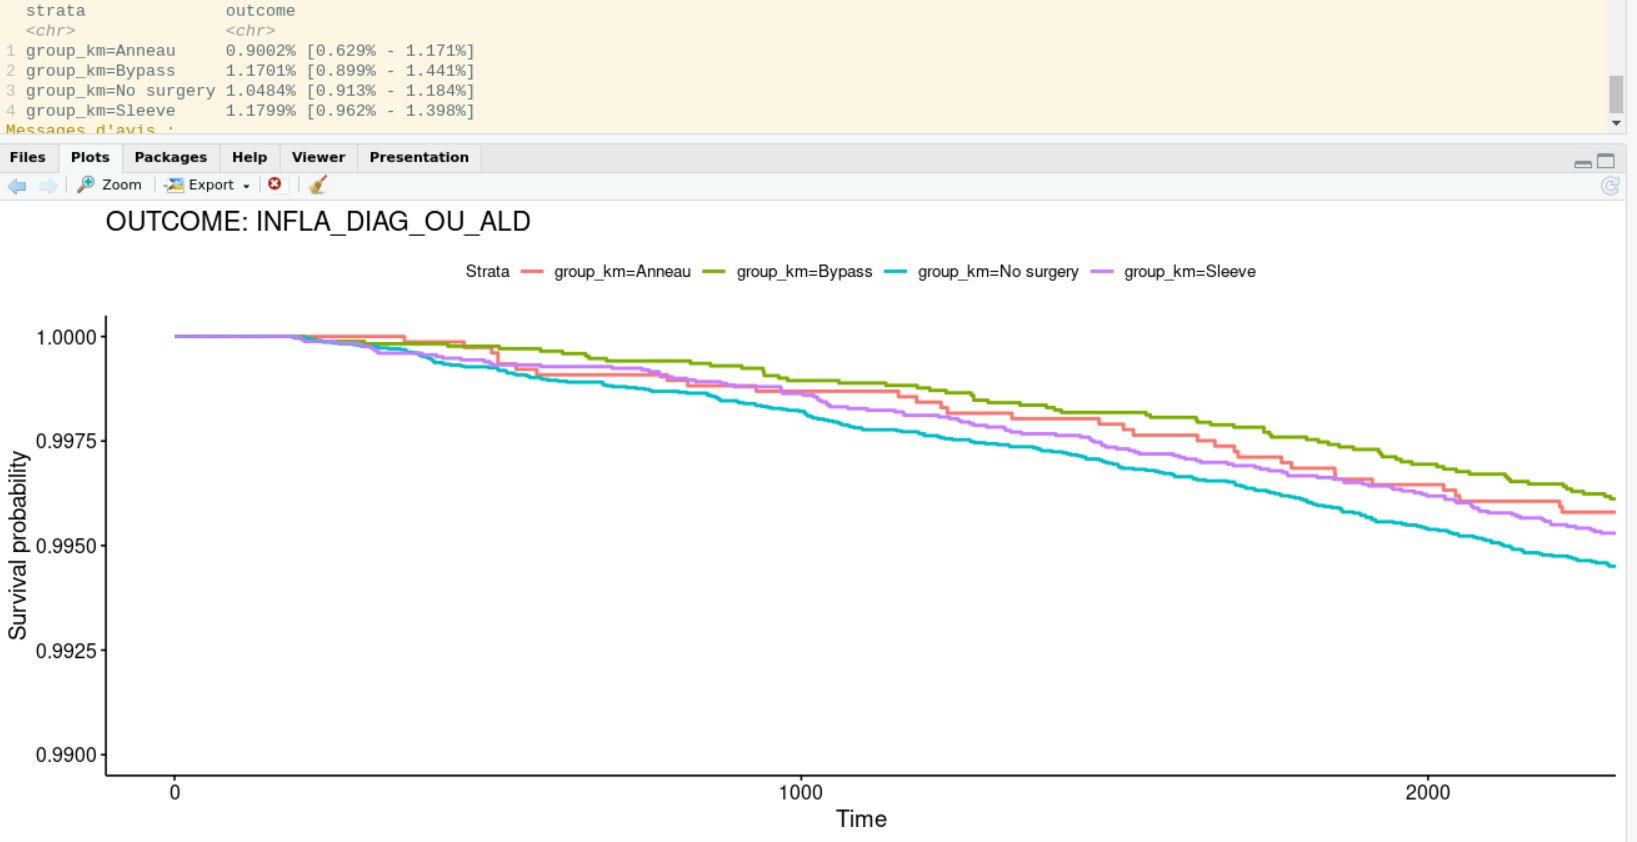 strata outcome
<chr> <chr>
1 group_km=Anneau 0.9002% [0.629% - 1.171%]
2 group_km=Bypass 1.1701% [0.899% - 1.441%]
3 group_km=No surgery 1.0484% [0.913% - 1.184%]
4 group_km=Sleeve 1.1799% [0.962% - 1.398%]
Messages d'avis :
Files Plots Packages Help Viewer Presentation
Zoom Export
OUTCOME: INFLA_DIAG_OU_ALD
Strata group_km=Anneau group_km=Bypass group_km=No surgery group_km=Sleeve
Survival probability
1.0000
0.9975
0.9950
0.9925
0.9900
0 1000 2000
Time